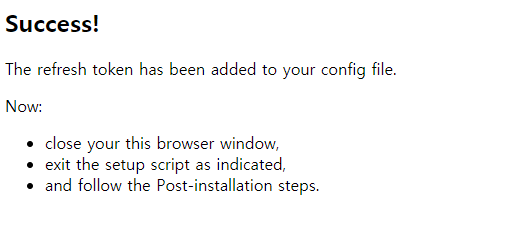 Success!
The refresh token has been added to your config file.
Now:
• close your this browser window,
• exit the setup script as indicated,
• and follow the Post-installation steps.